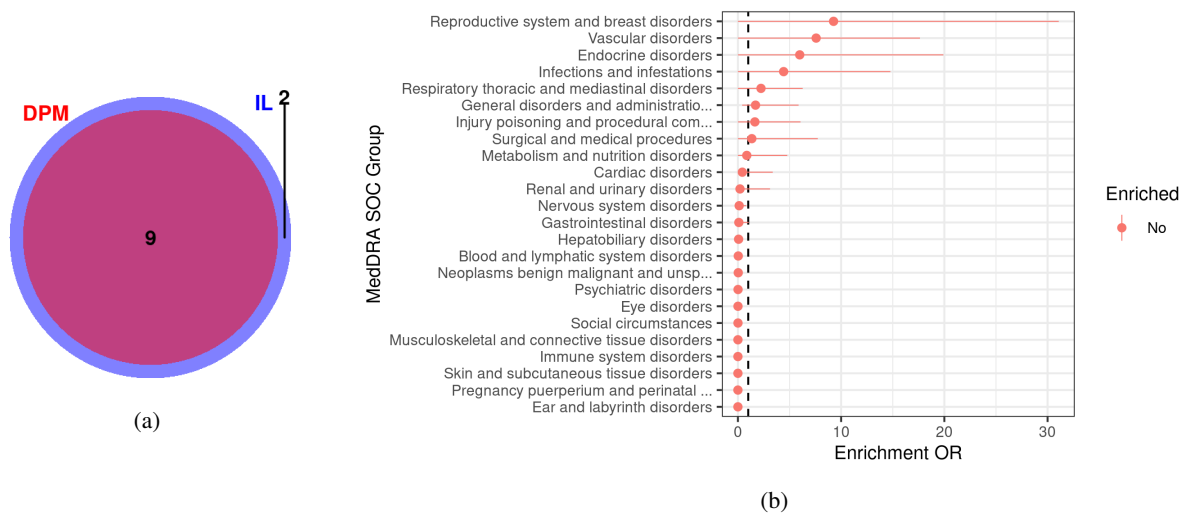 DPM
IL
2
9
(a)
MedDRA SOC Group
Reproductive system and breast disorders
Vascular disorders
Endocrine disorders
Infections and infestations
Respiratory thoracic and mediastinal disorders
General disorders and administratio...
Injury poisoning and procedural com...
Surgical and medical procedures
Metabolism and nutrition disorders
Cardiac disorders
Renal and urinary disorders
Nervous system disorders
Gastrointestinal disorders
Hepatobiliary disorders
Blood and lymphatic system disorders
Neoplasms benign malignant and unsp...
Psychiatric disorders
Eye disorders
Social circumstances
Musculoskeletal and connective tissue disorders
Immune system disorders
Skin and subcutaneous tissue disorders
Pregnancy puerperium and perinatal ...
Ear and labyrinth disorders
0 10 20 30
Enrichment OR
Enriched
No
(b)